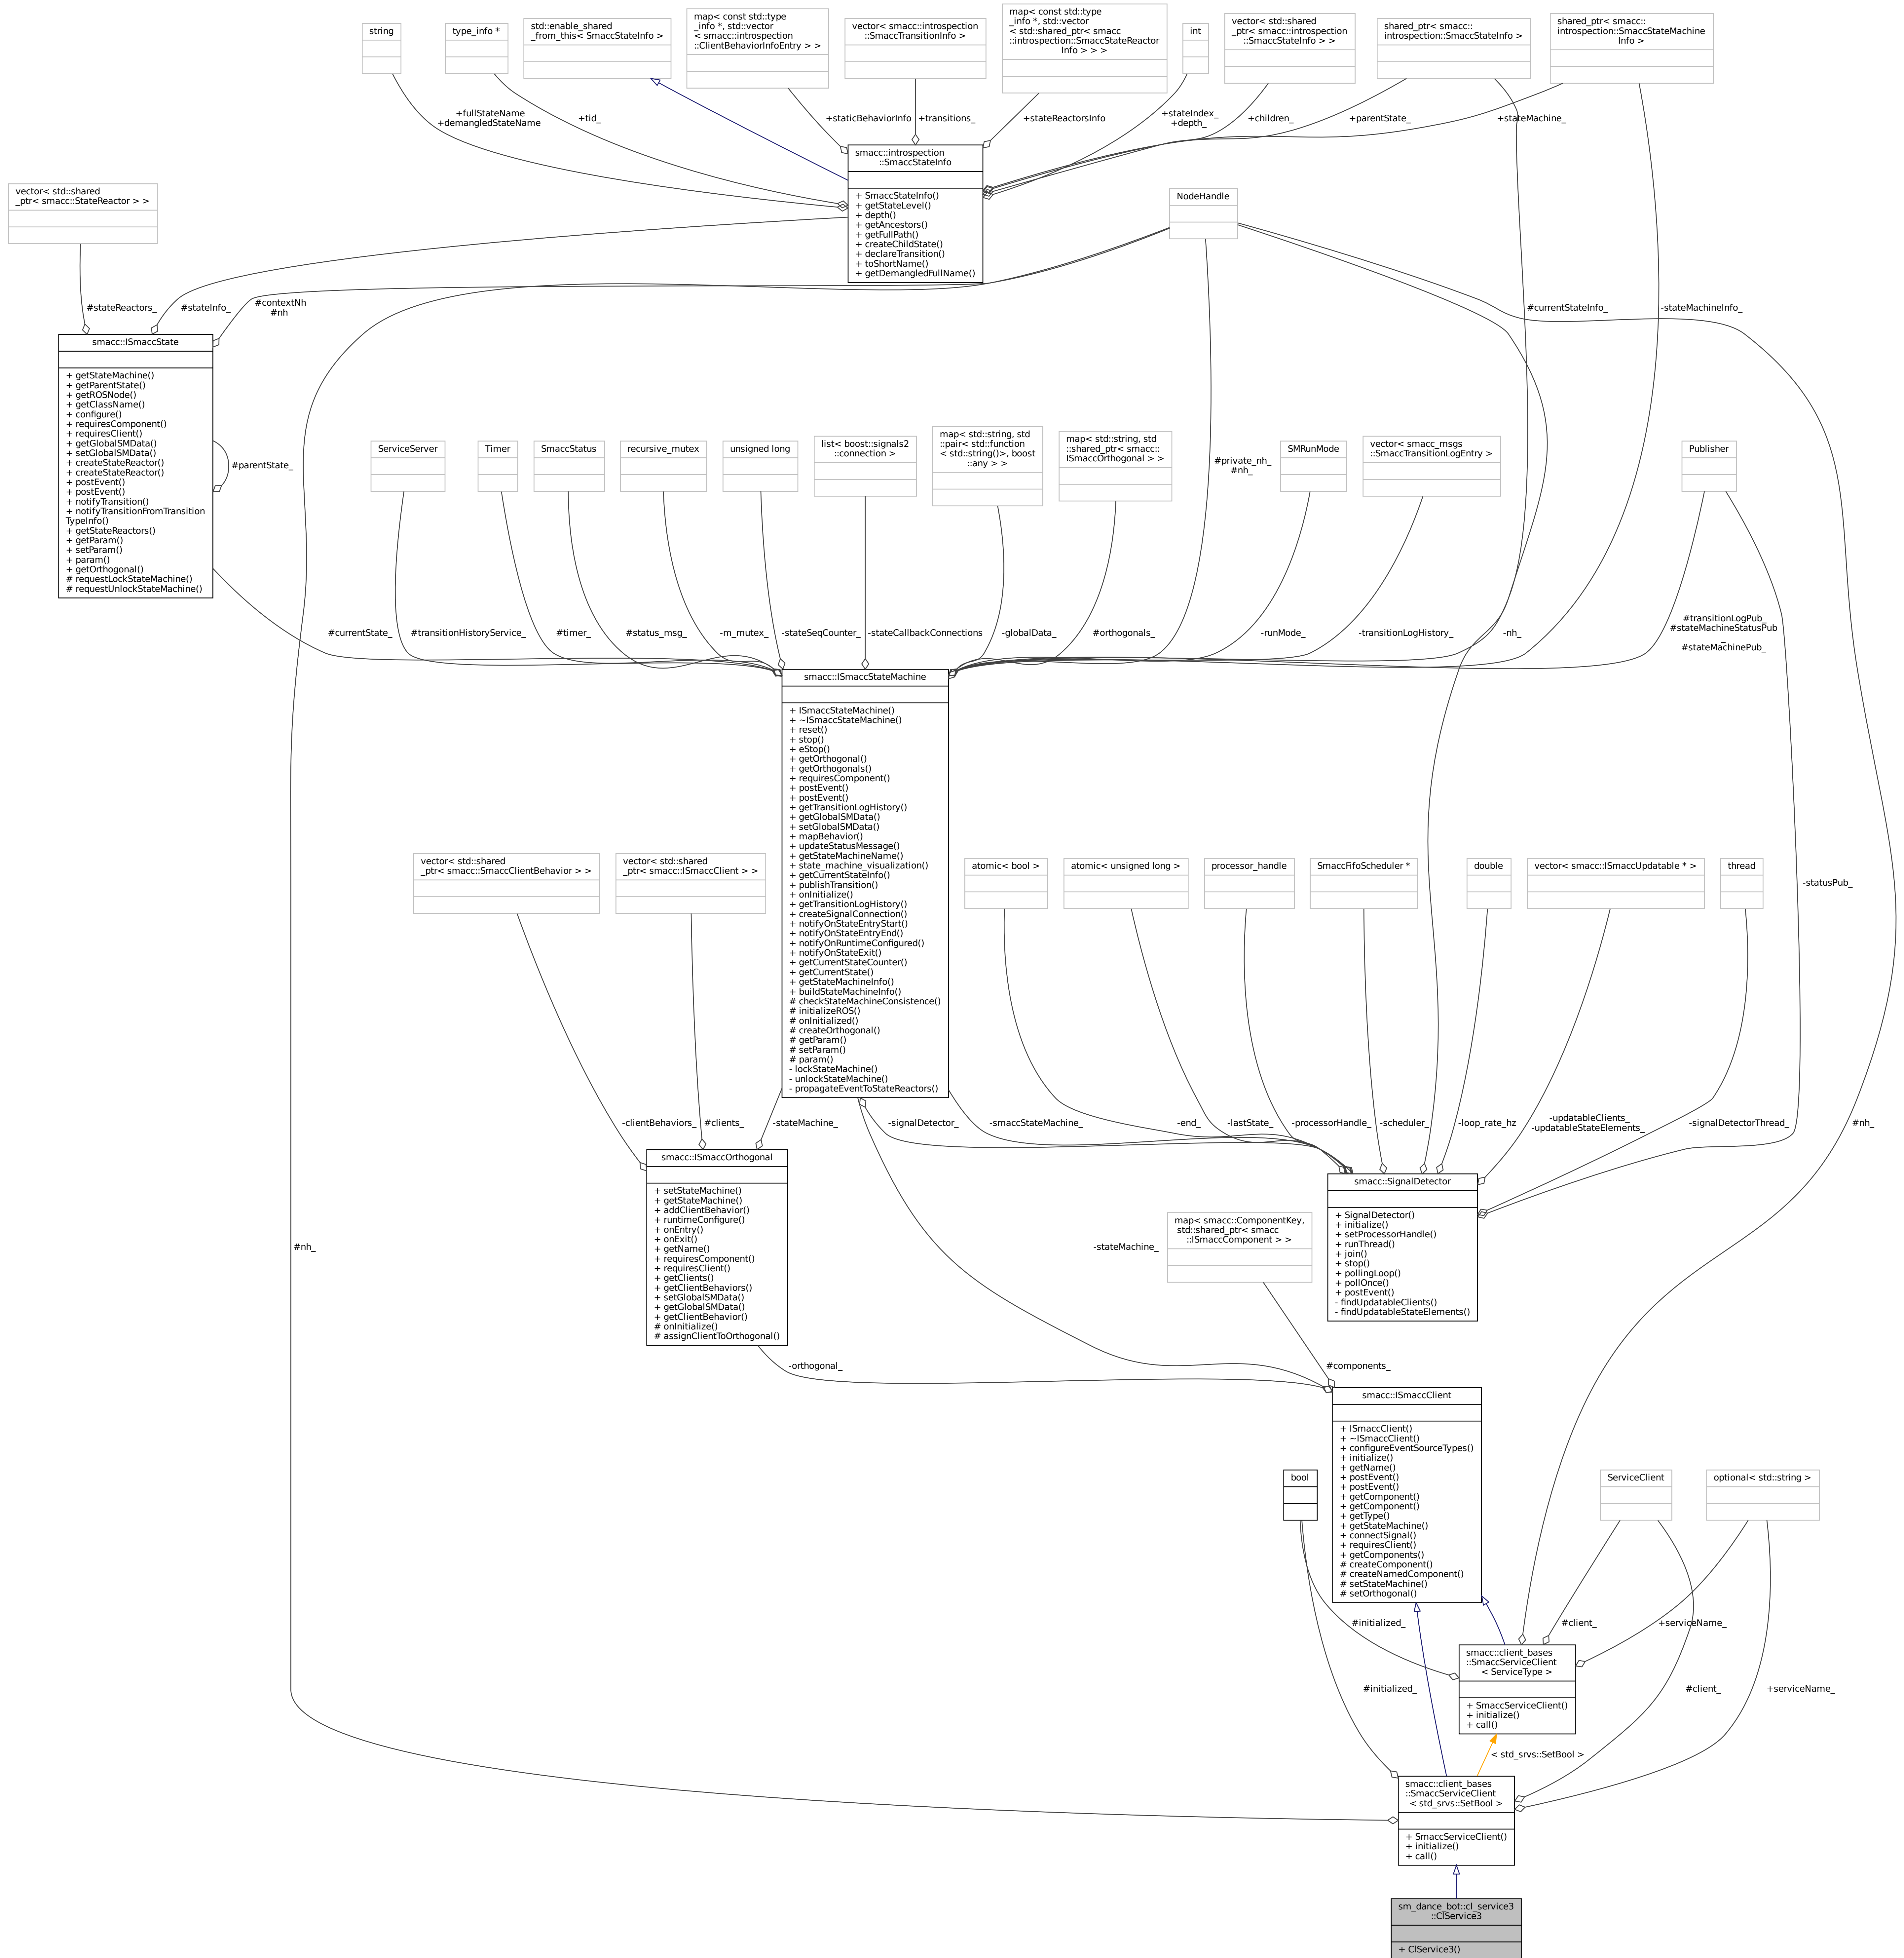 string
type_info *
std::enable_shared
_from_this< SmaccStateInfo >
map< const std::type
_info *, std::vector
< smacc::introspection
::ClientBehaviorInfoEntry > >
vector< smacc::introspection
::SmaccTransitionInfo >
map< const std::type
_info *, std::vector
< std::shared_ptr< smacc
::introspection::SmaccStateReactor
Info > > >
int
vector< std::shared
_ptr< smacc::introspection
::SmaccStateInfo > >
shared_ptr< smacc::
introspection::SmaccStateInfo >
shared_ptr< smacc::
introspection::SmaccStateMachine
Info >
+fullStateName
+demangledStateName
+tid_
+staticBehaviorInfo
+transitions_
+stateReactorsInfo
+stateIndex_
+depth_
+children_
+parentState_
+stateMachine_
smacc::introspection
::SmaccStateInfo
+ SmaccStateInfo()
+ getStateLevel()
+ depth()
+ getAncestors()
+ getFullPath()
+ createChildState()
+ declareTransition()
+ toShortName()
+ getDemangledFullName()
vector< std::shared
_ptr< smacc::StateReactor > >
NodeHandle
#stateReactors_
#stateInfo_
#contextNh
#nh
#currentStateInfo_
-stateMachineInfo_
smacc::ISmaccState
+ getStateMachine()
+ getParentState()
+ getROSNode()
+ getClassName()
+ configure()
+ requiresComponent()
+ requiresClient()
+ getGlobalSMData()
+ setGlobalSMData()
+ createStateReactor()
+ createStateReactor()
+ postEvent()
+ postEvent()
+ notifyTransition()
+ notifyTransitionFromTransition
TypeInfo()
+ getStateReactors()
+ getParam()
+ setParam()
+ param()
+ getOrthogonal()
# requestLockStateMachine()
# requestUnlockStateMachine()
#parentState_
ServiceServer
Timer
SmaccStatus
recursive_mutex
unsigned long
list< boost::signals2
::connection >
map< std::string, std
::pair< std::function
< std::string()>, boost
::any > >
map< std::string, std
::shared_ptr< smacc::
ISmaccOrthogonal > >
#private_nh_
#nh_
SMRunMode
vector< smacc_msgs
::SmaccTransitionLogEntry >
Publisher
#currentState_
#transitionHistoryService_
#timer_
#status_msg_
-m_mutex_
-stateSeqCounter_
-stateCallbackConnections
-globalData_
#orthogonals_
-runMode_
-transitionLogHistory_
-nh_
#transitionLogPub_
#stateMachineStatusPub
_
#stateMachinePub_
smacc::ISmaccStateMachine
+ ISmaccStateMachine()
+ ~ISmaccStateMachine()
+ reset()
+ stop()
+ eStop()
+ getOrthogonal()
+ getOrthogonals()
+ requiresComponent()
+ postEvent()
+ postEvent()
+ getTransitionLogHistory()
+ getGlobalSMData()
+ setGlobalSMData()
+ mapBehavior()
+ updateStatusMessage()
+ getStateMachineName()
+ state_machine_visualization()
+ getCurrentStateInfo()
+ publishTransition()
+ onInitialize()
+ getTransitionLogHistory()
+ createSignalConnection()
+ notifyOnStateEntryStart()
+ notifyOnStateEntryEnd()
+ notifyOnRuntimeConfigured()
+ notifyOnStateExit()
+ getCurrentStateCounter()
+ getCurrentState()
+ getStateMachineInfo()
+ buildStateMachineInfo()
# checkStateMachineConsistence()
# initializeROS()
# onInitialized()
# createOrthogonal()
# getParam()
# setParam()
# param()
- lockStateMachine()
- unlockStateMachine()
- propagateEventToStateReactors()
vector< std::shared
_ptr< smacc::SmaccClientBehavior > >
vector< std::shared
_ptr< smacc::ISmaccClient > >
atomic< bool >
atomic< unsigned long >
processor_handle
SmaccFifoScheduler *
double
vector< smacc::ISmaccUpdatable * >
thread
-statusPub_
-clientBehaviors_
#clients_
-stateMachine_
-signalDetector_
-smaccStateMachine_
-end_
-lastState_
-processorHandle_
-scheduler_
-loop_rate_hz
-updatableClients_
-updatableStateElements_
-signalDetectorThread_
#nh_
smacc::ISmaccOrthogonal
+ setStateMachine()
+ getStateMachine()
+ addClientBehavior()
+ runtimeConfigure()
+ onEntry()
+ onExit()
+ getName()
+ requiresComponent()
+ requiresClient()
+ getClients()
+ getClientBehaviors()
+ setGlobalSMData()
+ getGlobalSMData()
+ getClientBehavior()
# onInitialize()
# assignClientToOrthogonal()
smacc::SignalDetector
+ SignalDetector()
+ initialize()
+ setProcessorHandle()
+ runThread()
+ join()
+ stop()
+ pollingLoop()
+ pollOnce()
+ postEvent()
- findUpdatableClients()
- findUpdatableStateElements()
#nh_
-stateMachine_
map< smacc::ComponentKey,
std::shared_ptr< smacc
::ISmaccComponent > >
-orthogonal_
#components_
smacc::ISmaccClient
+ ISmaccClient()
+ ~ISmaccClient()
+ configureEventSourceTypes()
+ initialize()
+ getName()
+ postEvent()
+ postEvent()
+ getComponent()
+ getComponent()
+ getType()
+ getStateMachine()
+ connectSignal()
+ requiresClient()
+ getComponents()
# createComponent()
# createNamedComponent()
# setStateMachine()
# setOrthogonal()
bool
ServiceClient
optional< std::string >
#initialized_
#client_
+serviceName_
smacc::client_bases
::SmaccServiceClient
< ServiceType >
+ SmaccServiceClient()
+ initialize()
+ call()
#initialized_
#client_
+serviceName_
< std_srvs::SetBool >
smacc::client_bases
::SmaccServiceClient
< std_srvs::SetBool >
+ SmaccServiceClient()
+ initialize()
+ call()
sm_dance_bot::cl_service3
::ClService3
+ ClService3()